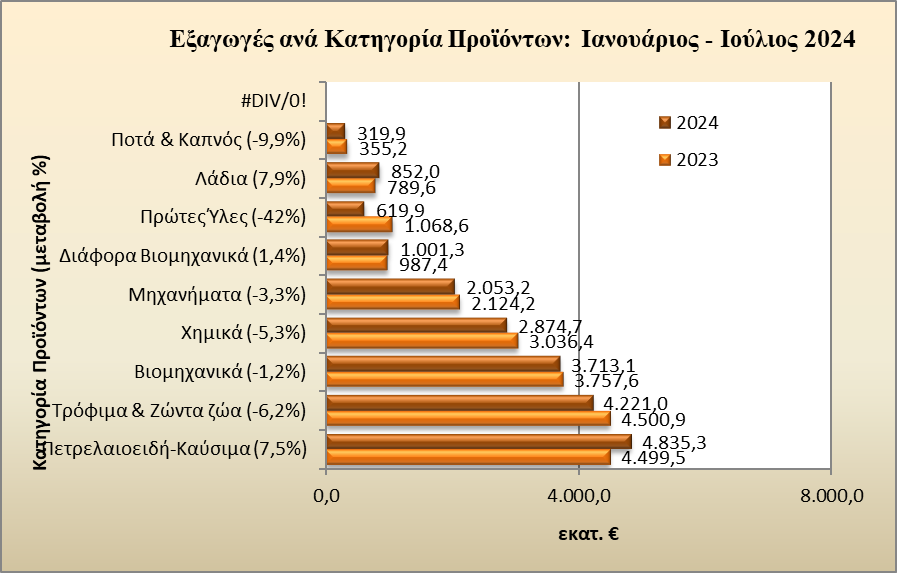 Εξαγωγές ανά Κατηγορία Προϊόντων: Ιανουάριος - Ιούλιος 2024
Κατηγορία Προϊόντων (μεταβολή %)
#DIV/0!
Ποτά & Καπνός (-9,9%)
319,9
355,2
Λάδια (7,9%)
852,0
789,6
Πρώτες Ύλες (-42%)
619,9
1.068,6
Διάφορα Βιομηχανικά (1,4%)
1.001,3
987,4
Μηχανήματα (-3,3%)
2.053,2
2.124,2
Χημικά (-5,3%)
2.874,7
3.036,4
Βιομηχανικά (-1,2%)
3.713,1
3.757,6
Τρόφιμα & Ζώντα ζώα (-6,2%)
4.221,0
4.500,9
Πετρελαιοειδή-Καύσιμα (7,5%)
4.835,3
4.499,5
2024
2023
0,0 4.000,0 8.000,0
εκατ. €